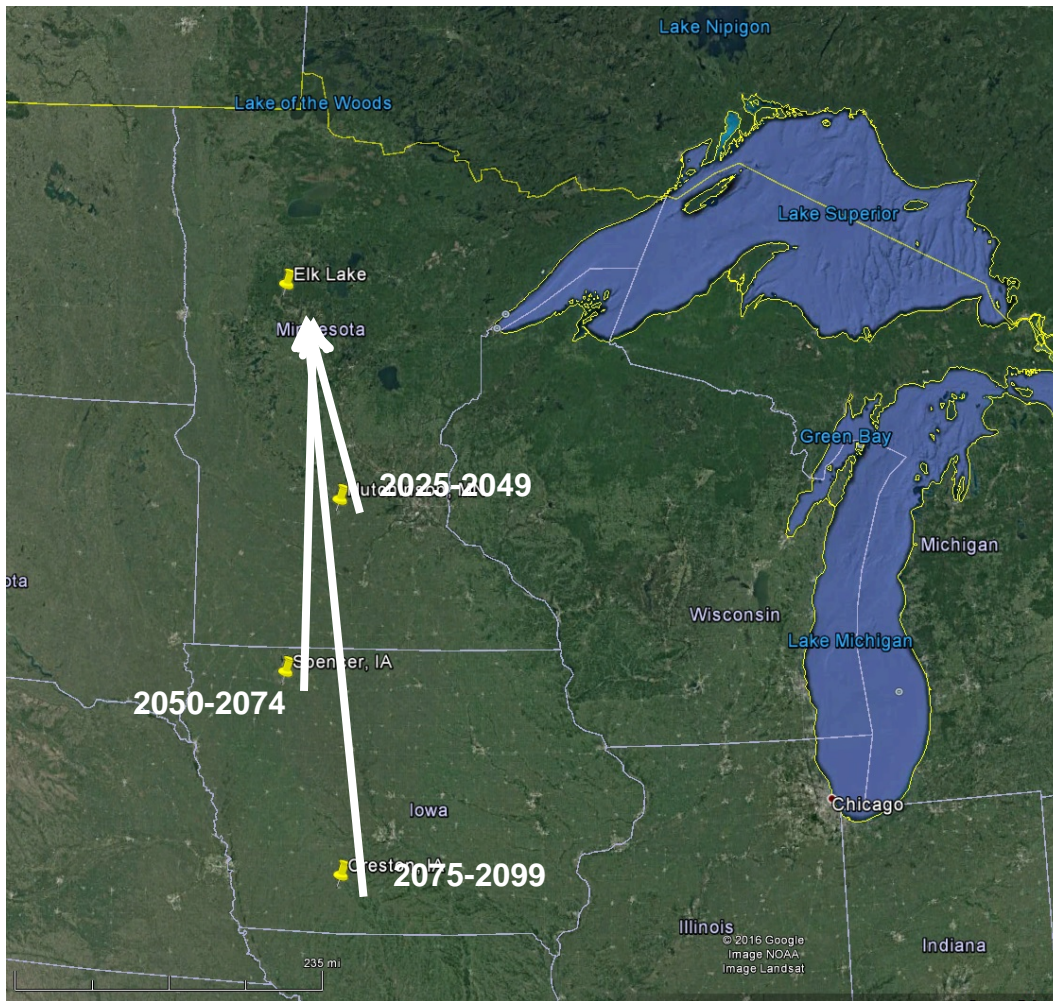 Lake Nipigon
Lake of the Woods
Lake Superior
Elk Lake
Minnesota
Green Bay
2025-2049
Michigan
ota
Wisconsin
Lake Michigan
Spencer, IA
2050-2074
Chicago
Iowa
Creston, IA
2075-2099
Illinois
© 2016 Google
Image NOAA
Image Landsat
Indiana
235 mi